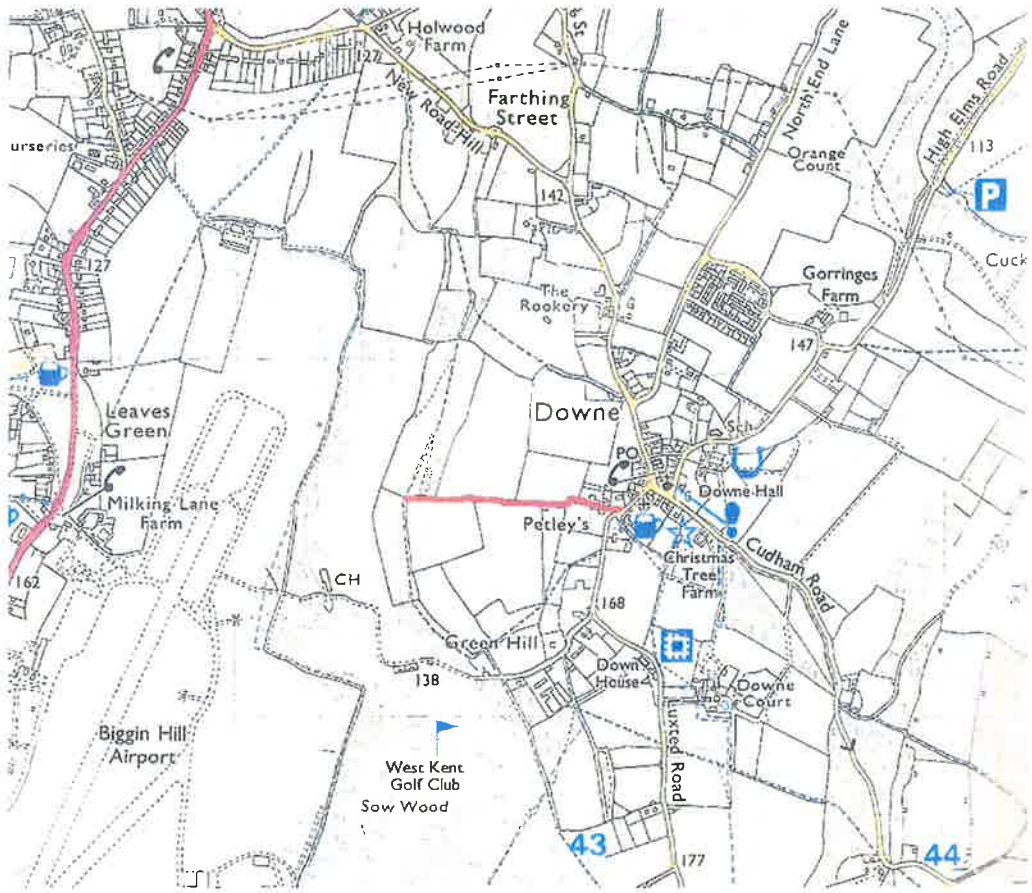 Holwood
Farm
127
New Road Hill
Farthing
Street
St
North End Lane
High Elms Road
113
P
urseries
Orange
Court
142
Cuck
127
Gorringes
Farm
The
Rookery
147
Leaves
Green
Downe
Sch
PO
Downe Hall
Milking Lane
Farm
Petley's
Christmas
Tree
Farm
Cudham Road
162
CH
168
Green Hill
138
Down
House
Downe
Court
Luxted Road
Biggin Hill
Airport
West Kent
Golf Club
Sow Wood
43
44
177